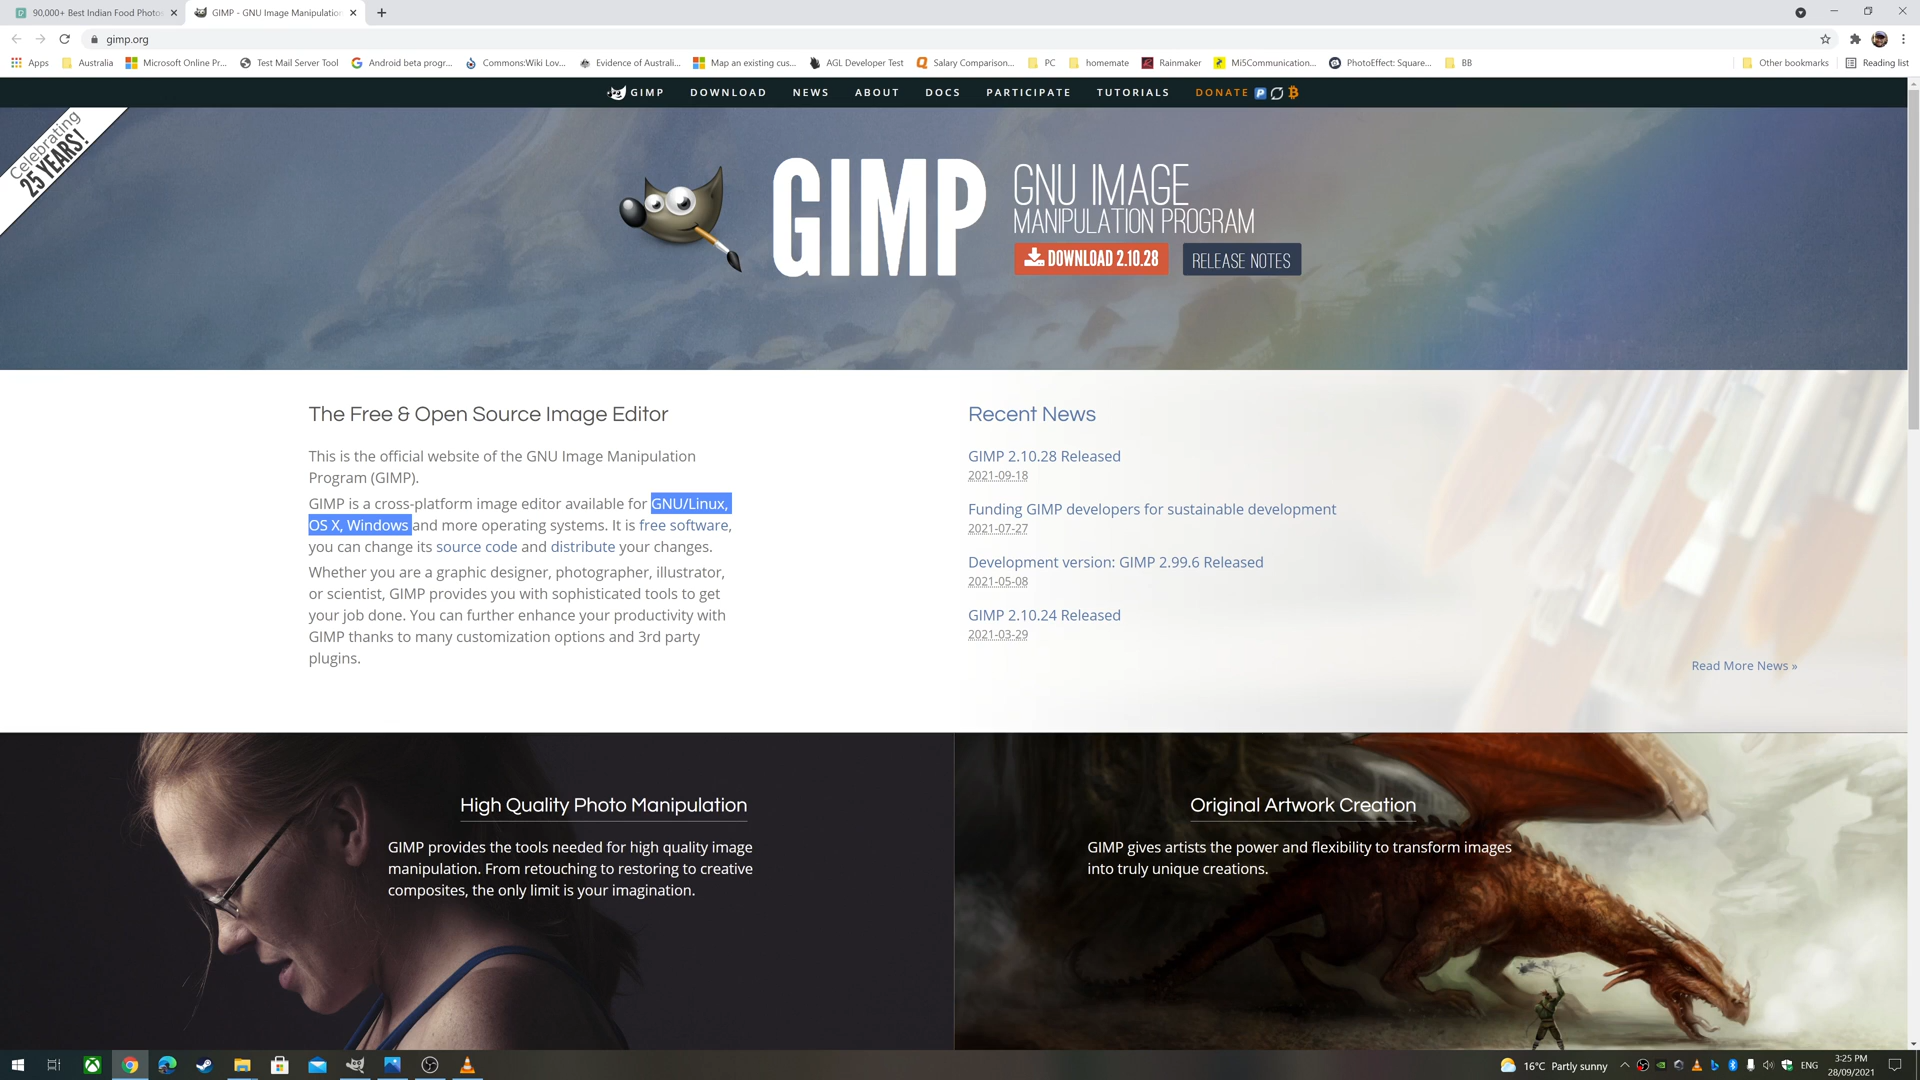 90,000+ Best Indian Food Photos
GIMP - GNU Image Manipulation
gimp.org
Apps
Australia
Microsoft Online Pr...
Test Mail Server Tool
Android beta progr...
Commons:Wiki Lov...
Evidence of Australi...
Map an existing cus...
AGL Developer Test
Salary Comparison...
PC
homemate
Rainmaker
Mi5Communication...
PhotoEffect: Square...
BB
Other bookmarks
Reading list
GIMP
DOWNLOAD
NEWS
ABOUT
DOCS
PARTICIPATE
TUTORIALS
DONATE
Celebrating
25 YEARS!
GIMP
GNU IMAGE
MANIPULATION PROGRAM
DOWNLOAD 2.10.28
RELEASE NOTES
The Free & Open Source Image Editor
This is the official website of the GNU Image Manipulation
Program (GIMP).
GIMP is a cross-platform image editor available for GNU/Linux,
OS X, Windows and more operating systems. It is free software,
you can change its source code and distribute your changes.
Whether you are a graphic designer, photographer, illustrator,
or scientist, GIMP provides you with sophisticated tools to get
your job done. You can further enhance your productivity with
GIMP thanks to many customization options and 3rd party
plugins.
Recent News
GIMP 2.10.28 Released
2021-09-18
Funding GIMP developers for sustainable development
2021-07-27
Development version: GIMP 2.99.6 Released
2021-05-08
GIMP 2.10.24 Released
2021-03-29
Read More News »
High Quality Photo Manipulation
GIMP provides the tools needed for high quality image
manipulation. From retouching to restoring to creative
composites, the only limit is your imagination.
Original Artwork Creation
GIMP gives artists the power and flexibility to transform images
into truly unique creations.
16°C Partly sunny
ENG
3:25 PM
28/09/2021